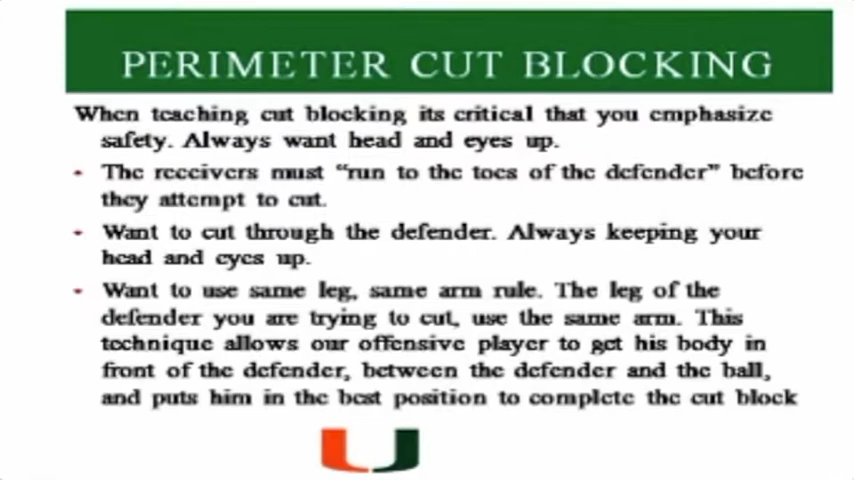 PERIMETER CUT BLOCKING
When teaching cut blocking its critical that you emphasize
safety. Always want head and eyes up.
• The receivers must “run to the toes of the defender” before
they attempt to cut.
• Want to cut through the defender. Always keeping your
head and eyes up.
• Want to use same leg, same arm rule. The leg of the
defender you are trying to cut, use the same arm. This
technique allows our offensive player to get his body in
front of the defender, between the defender and the ball,
and puts him in the best position to complete the cut block
U